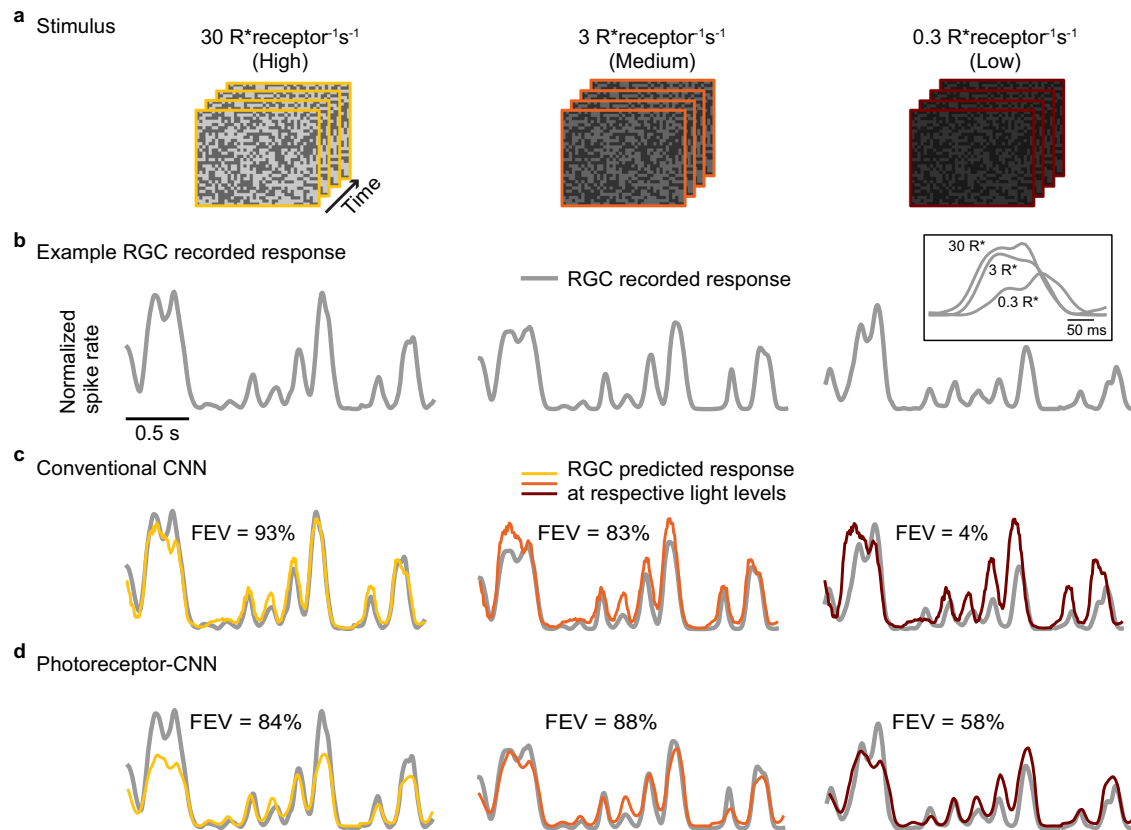 a
Stimulus
30 R*receptor⁻¹s⁻¹
(High)
3 R*receptor⁻¹s⁻¹
(Medium)
0.3 R*receptor⁻¹s⁻¹
(Low)
Time
b
Example RGC recorded response
RGC recorded response
30 R*
3 R*
0.3 R*
50 ms
Normalized
spike rate
0.5 s
c
Conventional CNN
RGC predicted response
at respective light levels
FEV = 93%
FEV = 83%
FEV = 4%
d
Photoreceptor-CNN
FEV = 84%
FEV = 88%
FEV = 58%